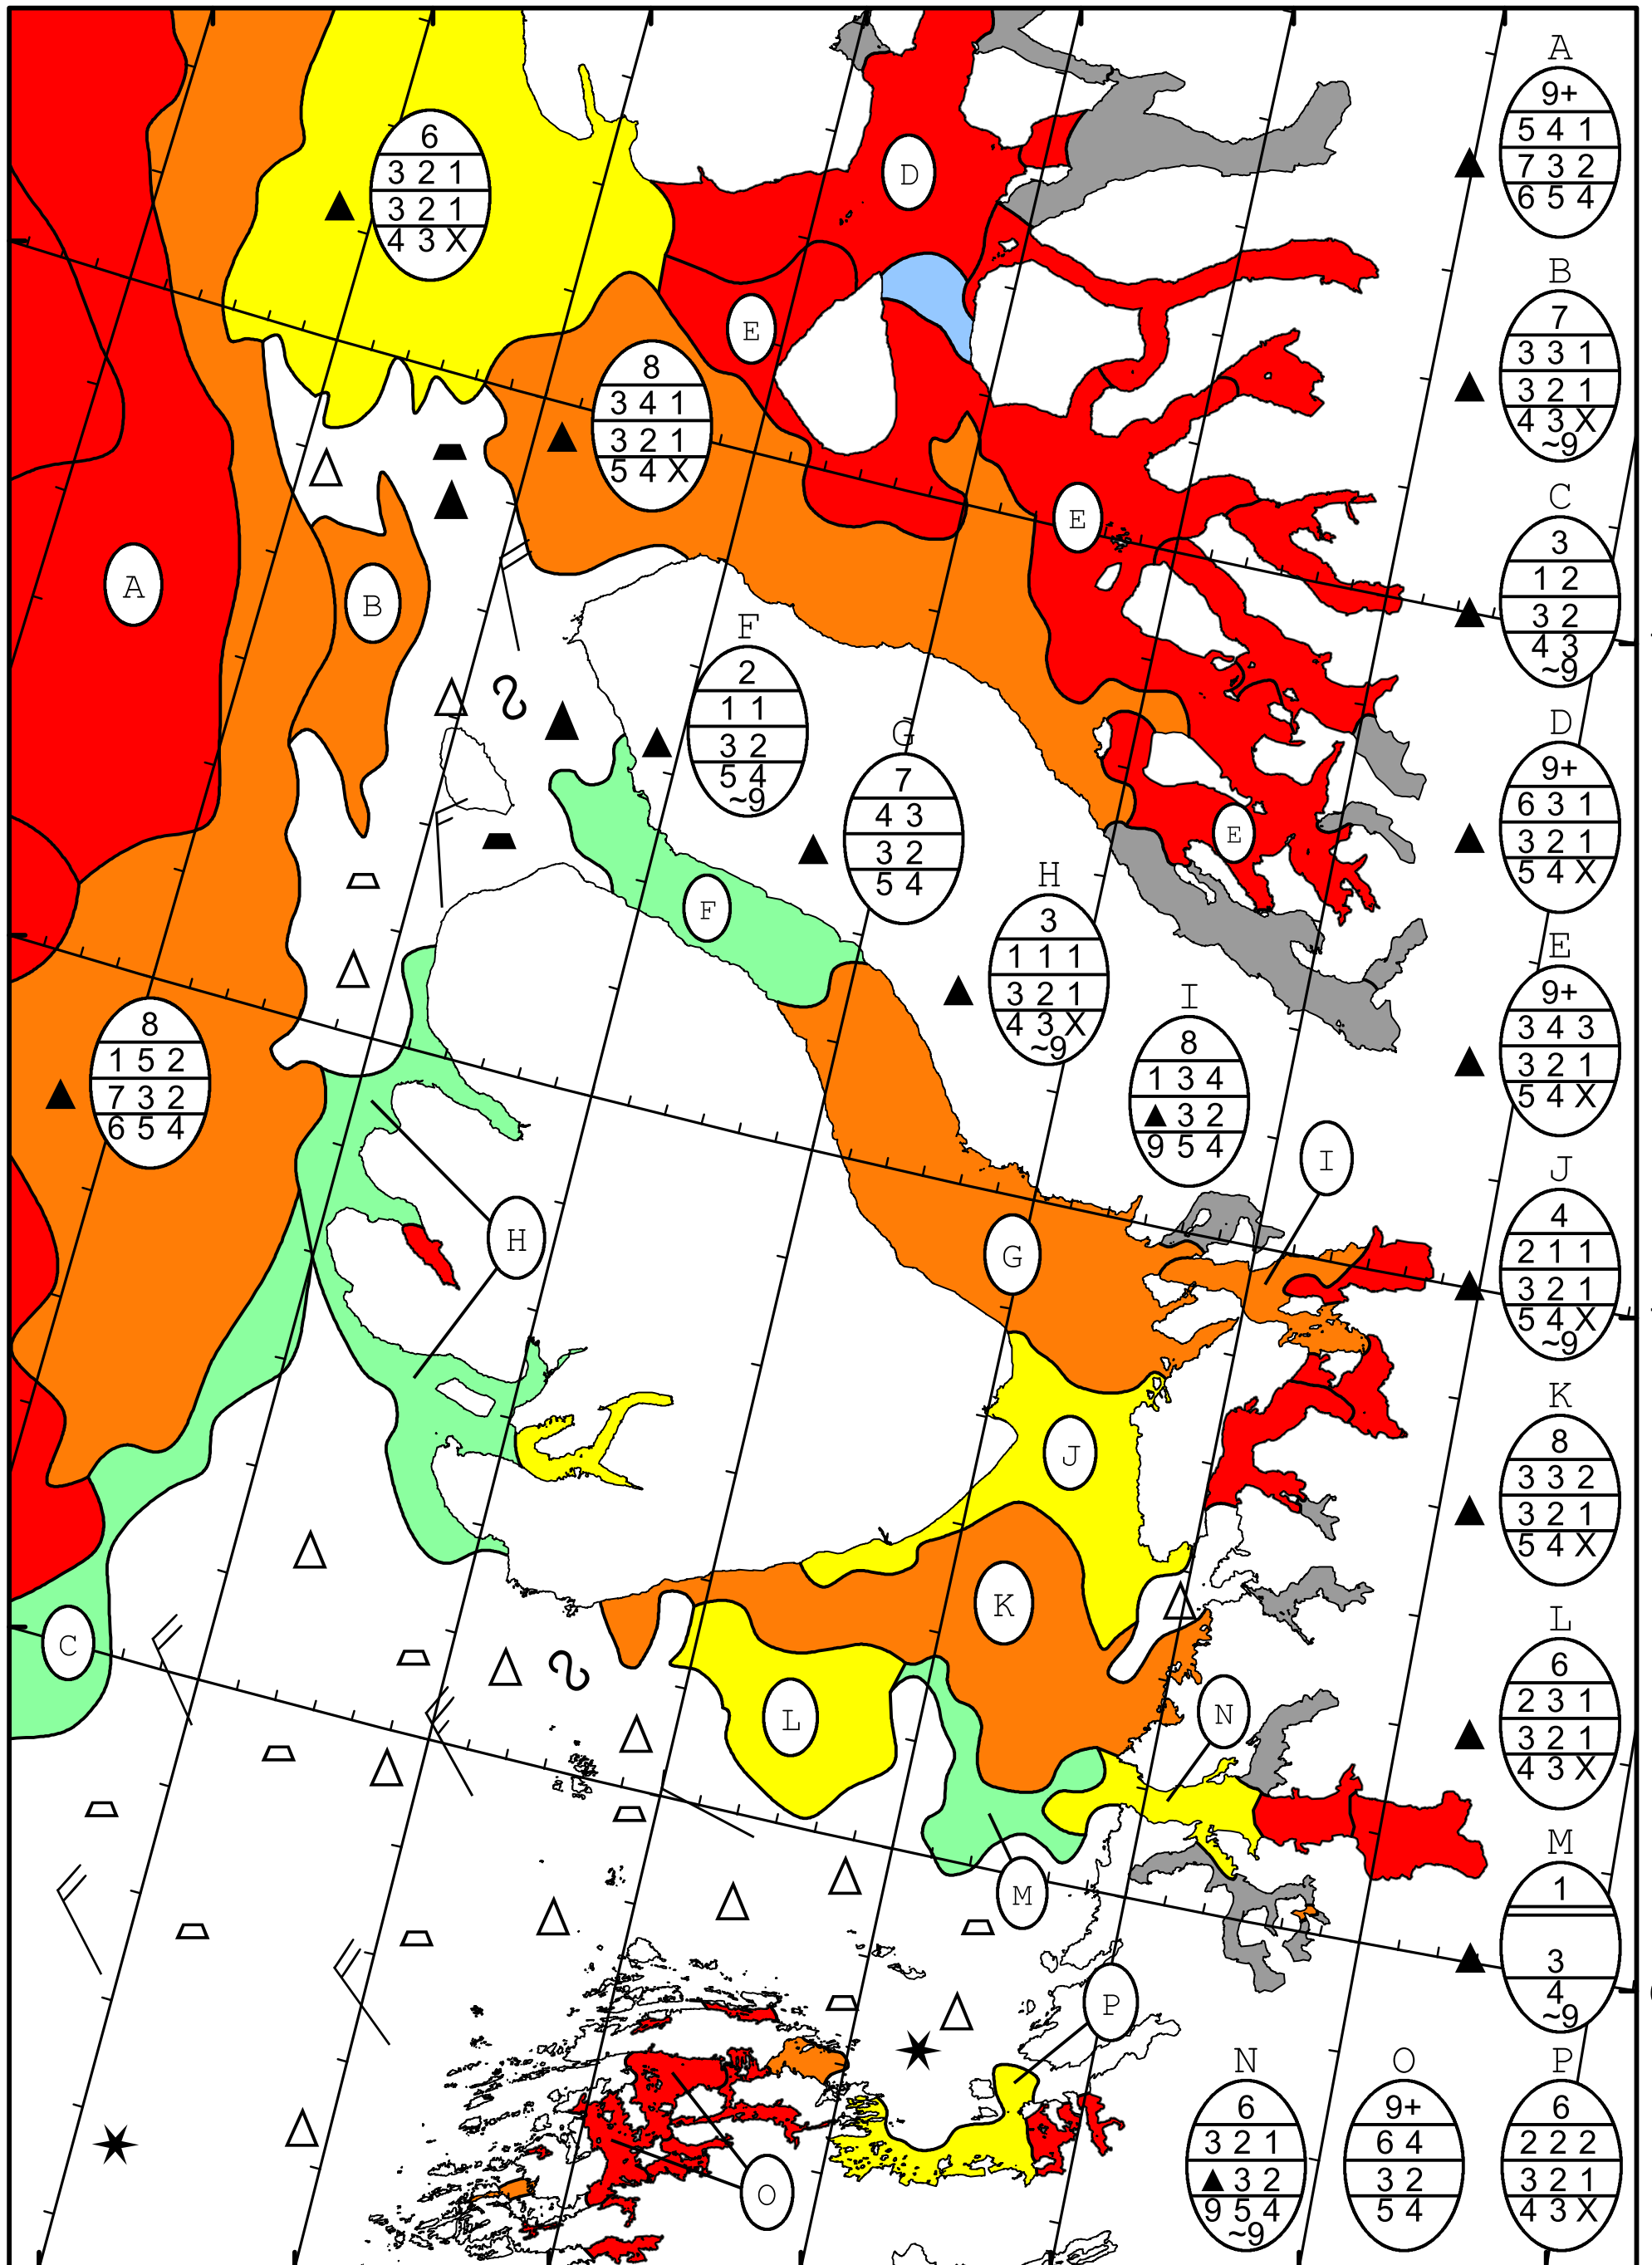 A
9+
5 4 1
7 3 2
6 5 4
6
3 2 1
3 2 1
4 3 X
D
B
7
3 3 1
3 2 1
4 3 X
~9
E
8
3 4 1
3 2 1
5 4 X
C
3
1 2
3 2
4 3
~9
E
A
B
F
2
1 1
3 2
5 4
~9
D
9+
6 3 1
3 2 1
5 4 X
G
7
4 3
3 2
5 4
E
F
H
3
1 1 1
3 2 1
4 3 X
~9
E
9+
3 4 3
3 2 1
5 4 X
8
1 5 2
7 3 2
6 5 4
I
8
1 3 4
▲ 3 2
9 5 4
I
J
4
2 1 1
3 2 1
5 4 X
~9
H
G
K
8
3 3 2
3 2 1
5 4 X
J
K
C
L
6
2 3 1
3 2 1
4 3 X
L
N
M
1
3
4
~9
M
P
N
6
3 2 1
▲ 3 2
9 5 4
~9
O
9+
6 4
3 2
5 4
P
6
2 2 2
3 2 1
4 3 X
O